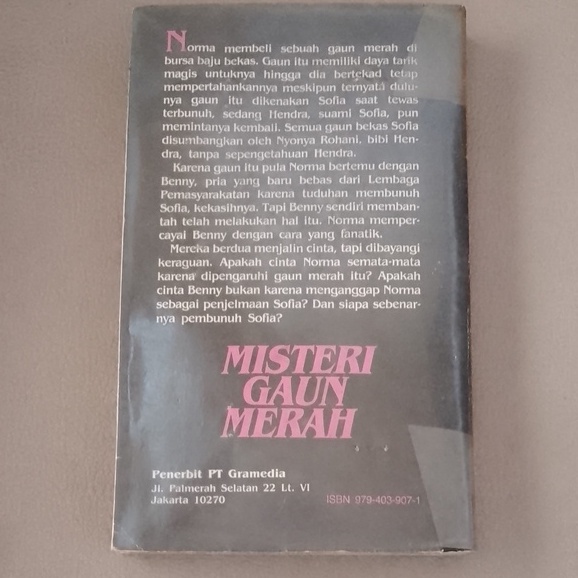 Norma membeli sebuah gaun merah di
bursa baju bekas. Gaun itu memiliki daya tarik
magis untuknya hingga dia bertekad tetap
mempertahankannya meskipun ternyata dulu-
nya gaun itu dikenakan Sofia saat tewas
terbunuh, sedang Hendra, suami Sofia, pun
memintanya kembali. Semua gaun bekas Sofia
disumbangkan oleh Nyonya Rohani, bibi Hen-
dra, tanpa sepengetahuan Hendra.
Karena gaun itu pula Norma bertemu dengan
Benny, pria yang baru bebas dari Lembaga
Pemasyarakatan karena tuduhan membunuh
Sofia, kekasihnya. Tapi Benny sendiri memban-
tah telah melakukan hal itu. Norma memper-
cayai Benny dengan cara yang fanatik.
Mereka berdua menjalin cinta, tapi dibayangi
keraguan. Apakah cinta Norma semata-mata
karena dipengaruhi gaun merah itu? Apakah
cinta Benny bukan karena menganggap Norma
sebagai penjelmaan Sofia? Dan siapa sebenar-
nya pembunuh Sofia?
MISTERI
GAUN
MERAH
Penerbit PT Gramedia
Jl. Palmerah Selatan 22 Lt. VI
Jakarta 10270
ISBN 979-403-907-1